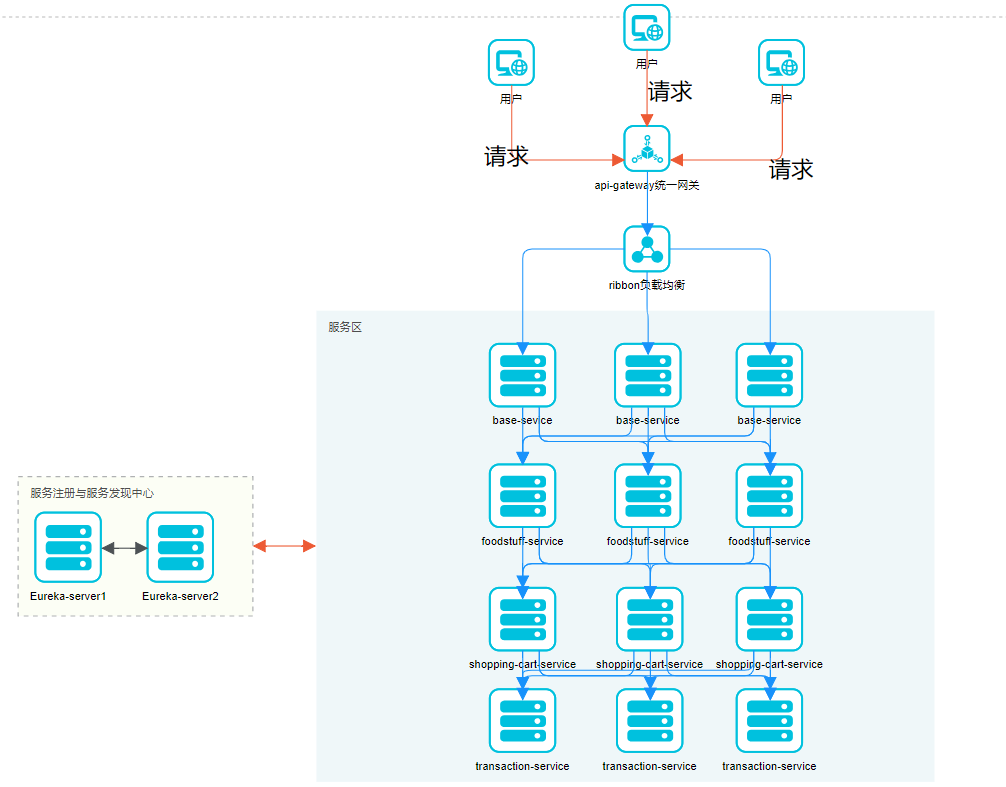 用户
用户
用户
请求
请求
请求
api-gateway统一网关
ribbon负载均衡
服务区
base-sevice
base-service
base-service
服务注册与服务发现中心
foodstuff-service
foodstuff-service
foodstuff-service
Eureka-server1
Eureka-server2
shopping-cart-service
shopping-cart-service
shopping-cart-service
transaction-service
transaction-service
transaction-service